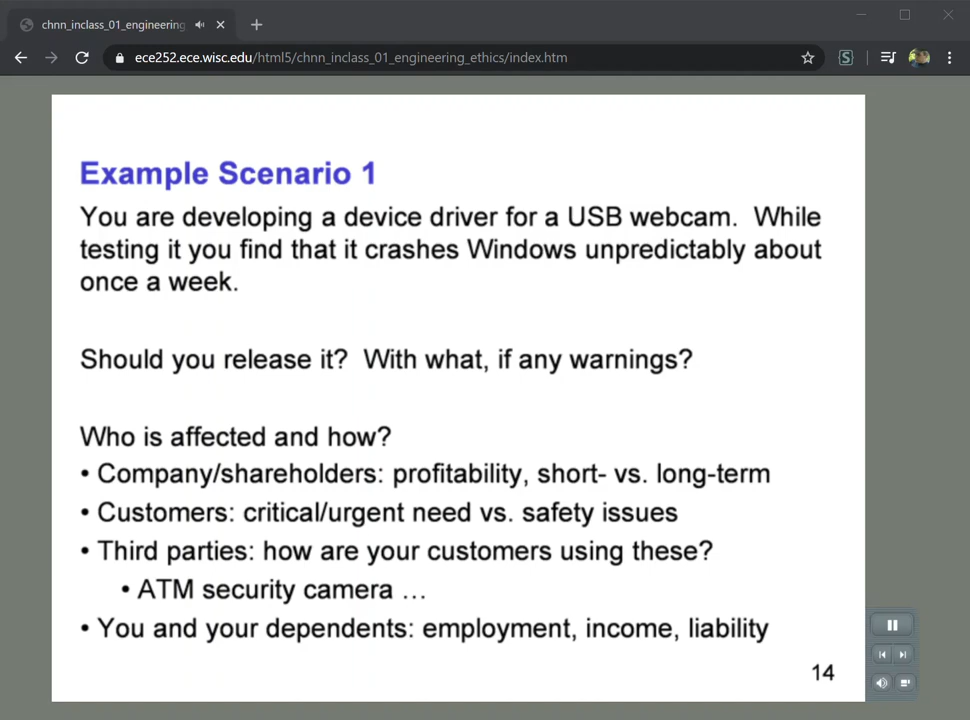 chnn_inclass_01_engineering
ece252.ece.wisc.edu/html5/chnn_inclass_01_engineering_ethics/index.htm
Example Scenario 1
You are developing a device driver for a USB webcam. While
testing it you find that it crashes Windows unpredictably about
once a week.
Should you release it? With what, if any warnings?
Who is affected and how?
• Company/shareholders: profitability, short- vs. long-term
• Customers: critical/urgent need vs. safety issues
• Third parties: how are your customers using these?
• ATM security camera …
• You and your dependents: employment, income, liability
14